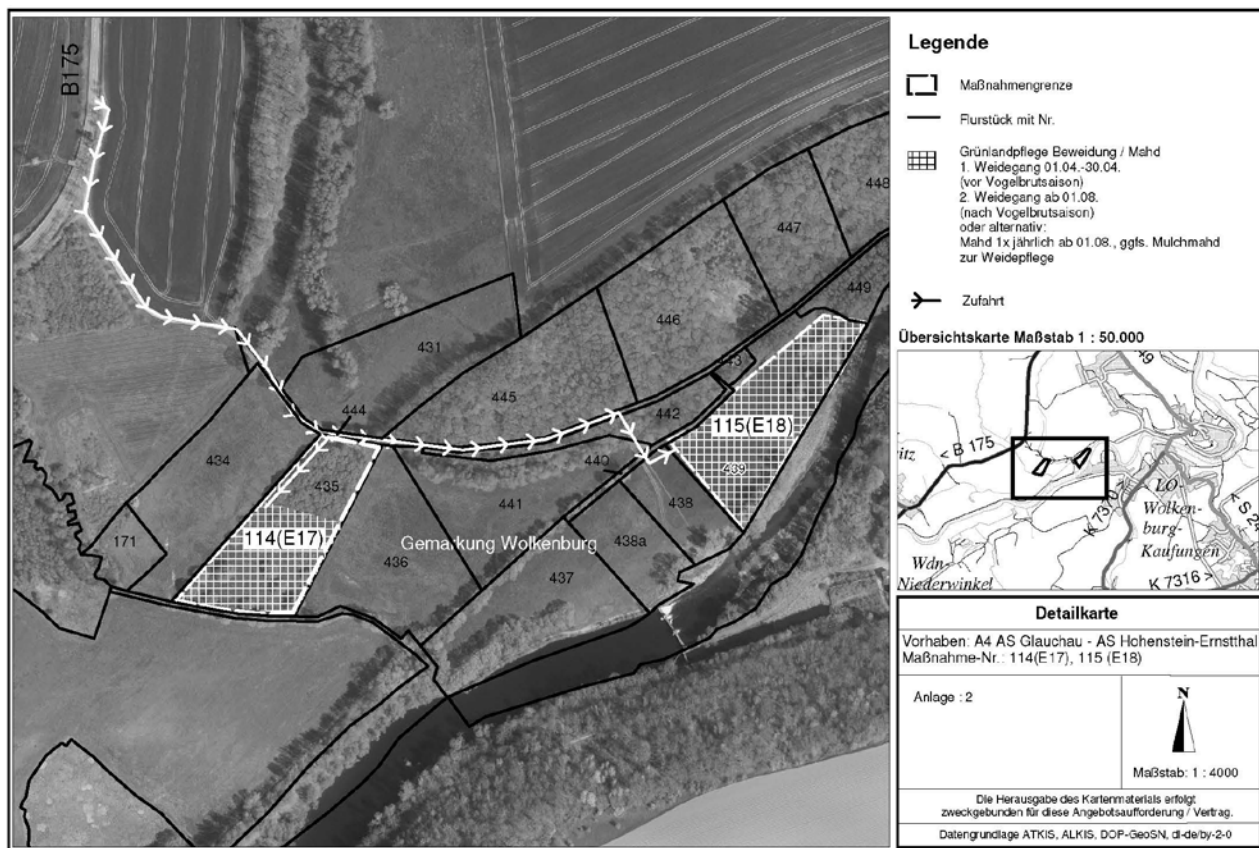 B175
448
447
449
446
431
443
445
444
442
115(E18)
434
440
439
435
441
438
171
114(E17)
Gemarkung Wolkenburg
438a
436
437
Legende
Maßnahmengrenze
Flurstück mit Nr.
Grünlandpflege Beweidung / Mahd
1. Weidegang 01.04.-30.04.
(vor Vogelbrutsaison)
2. Weidegang ab 01.08.
(nach Vogelbrutsaison)
oder alternativ:
Mahd 1x jährlich ab 01.08., ggfs. Mulchmahd
zur Weidepflege
Zufahrt
Übersichtskarte Maßstab 1 : 50.000
< B 175
K 7370 >
LO-
Wolken-
burg-
Kaufungen
Wdn-
Niederwinkel
K 7316 >
Detailkarte
Vorhaben: A4 AS Glauchau - AS Hohenstein-Ernstthal
Maßnahme-Nr.: 114(E17), 115 (E18)
Anlage : 2
N
Maßstab: 1 : 4000
Die Herausgabe des Kartenmaterials erfolgt
zweckgebunden für diese Angebotsaufforderung / Vertrag.
Datengrundlage ATKIS, ALKIS, DOP-GeoSN, dl-de/by-2-0